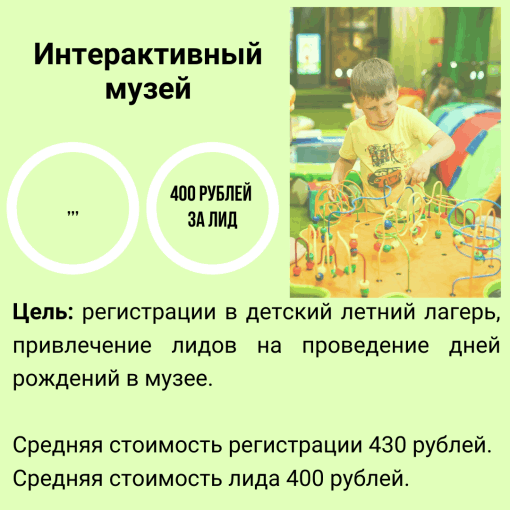 Интерактивный
музей
,,,
400 РУБЛЕЙ
ЗА ЛИД
Цель: регистрации в детский летний лагерь,
привлечение лидов на проведение дней
рождений в музее.
Средняя стоимость регистрации 430 рублей.
Средняя стоимость лида 400 рублей.